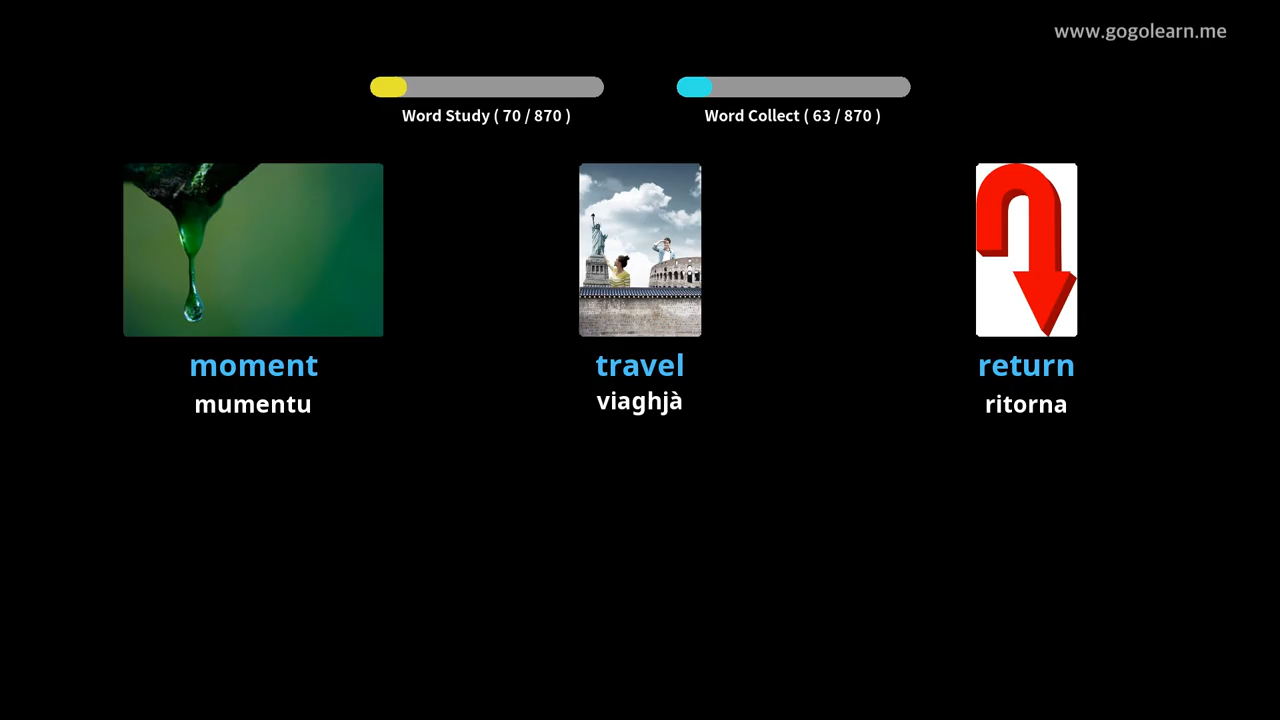 www.gogolearn.me
Word Study ( 70 / 870 )
Word Collect ( 63 / 870 )
moment
mumentu
travel
viaghjà
return
ritorna